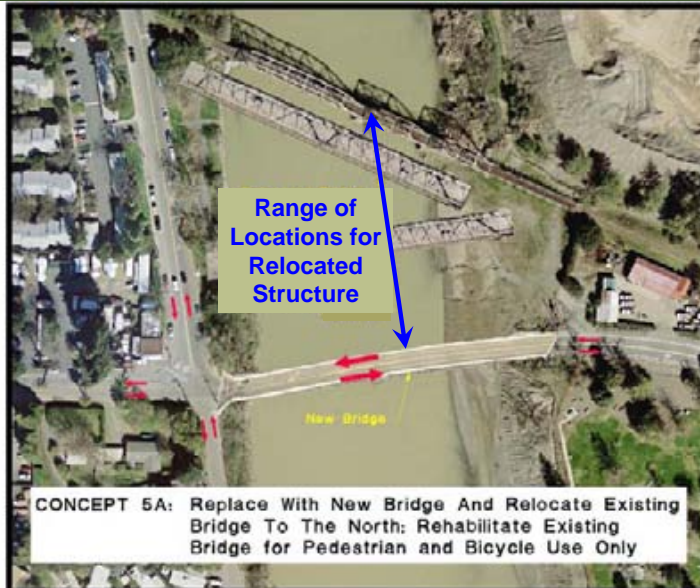 Range of
Locations for
Relocated
Structure
New Bridge
CONCEPT 5A: Replace With New Bridge And Relocate Existing
Bridge To The North; Rehabilitate Existing
Bridge for Pedestrian and Bicycle Use Only